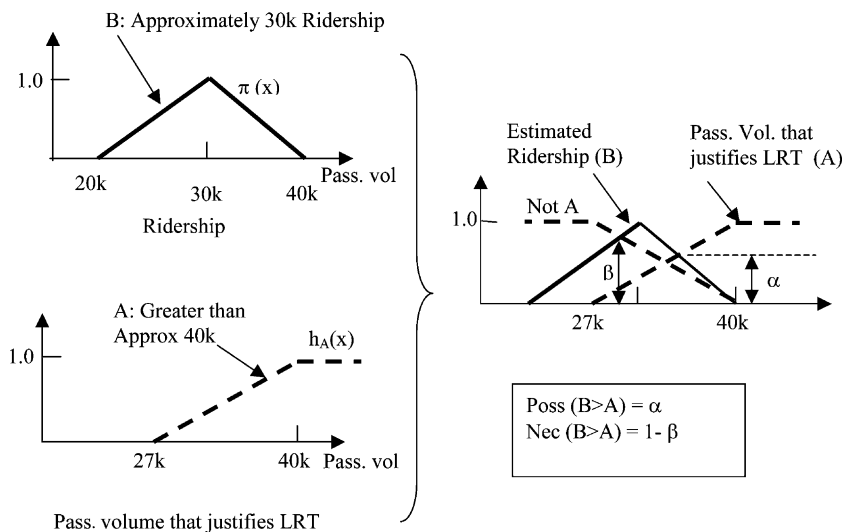 B: Approximately 30k Ridership
1.0
π (x)
20k
30k
40k
Pass. vol
Ridership
A: Greater than
Approx 40k
hA(x)
1.0
27k
40k
Pass. vol
Pass. volume that justifies LRT
Estimated
Ridership (B)
Pass. Vol. that
justifies LRT (A)
1.0
Not A
β
α
27k
40k
Poss (B>A) = α
Nec (B>A) = 1- β